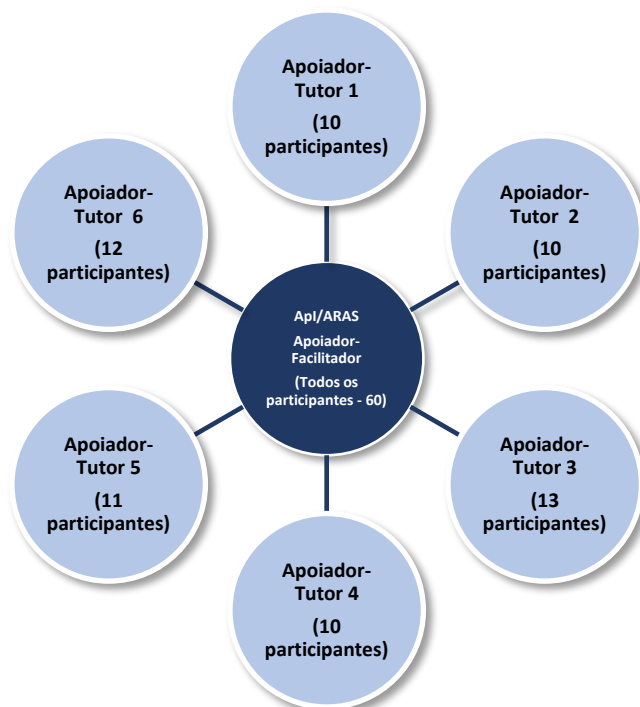 Apoiador-
Tutor 1
(10
participantes)
Apoiador-
Tutor 6
(12
participantes)
Apoiador-
Tutor 2
(10
participantes)
ApI/ARAS
Apoiador-
Facilitador
(Todos os
participantes - 60)
Apoiador-
Tutor 5
(11
participantes)
Apoiador-
Tutor 3
(13
participantes)
Apoiador-
Tutor 4
(10
participantes)